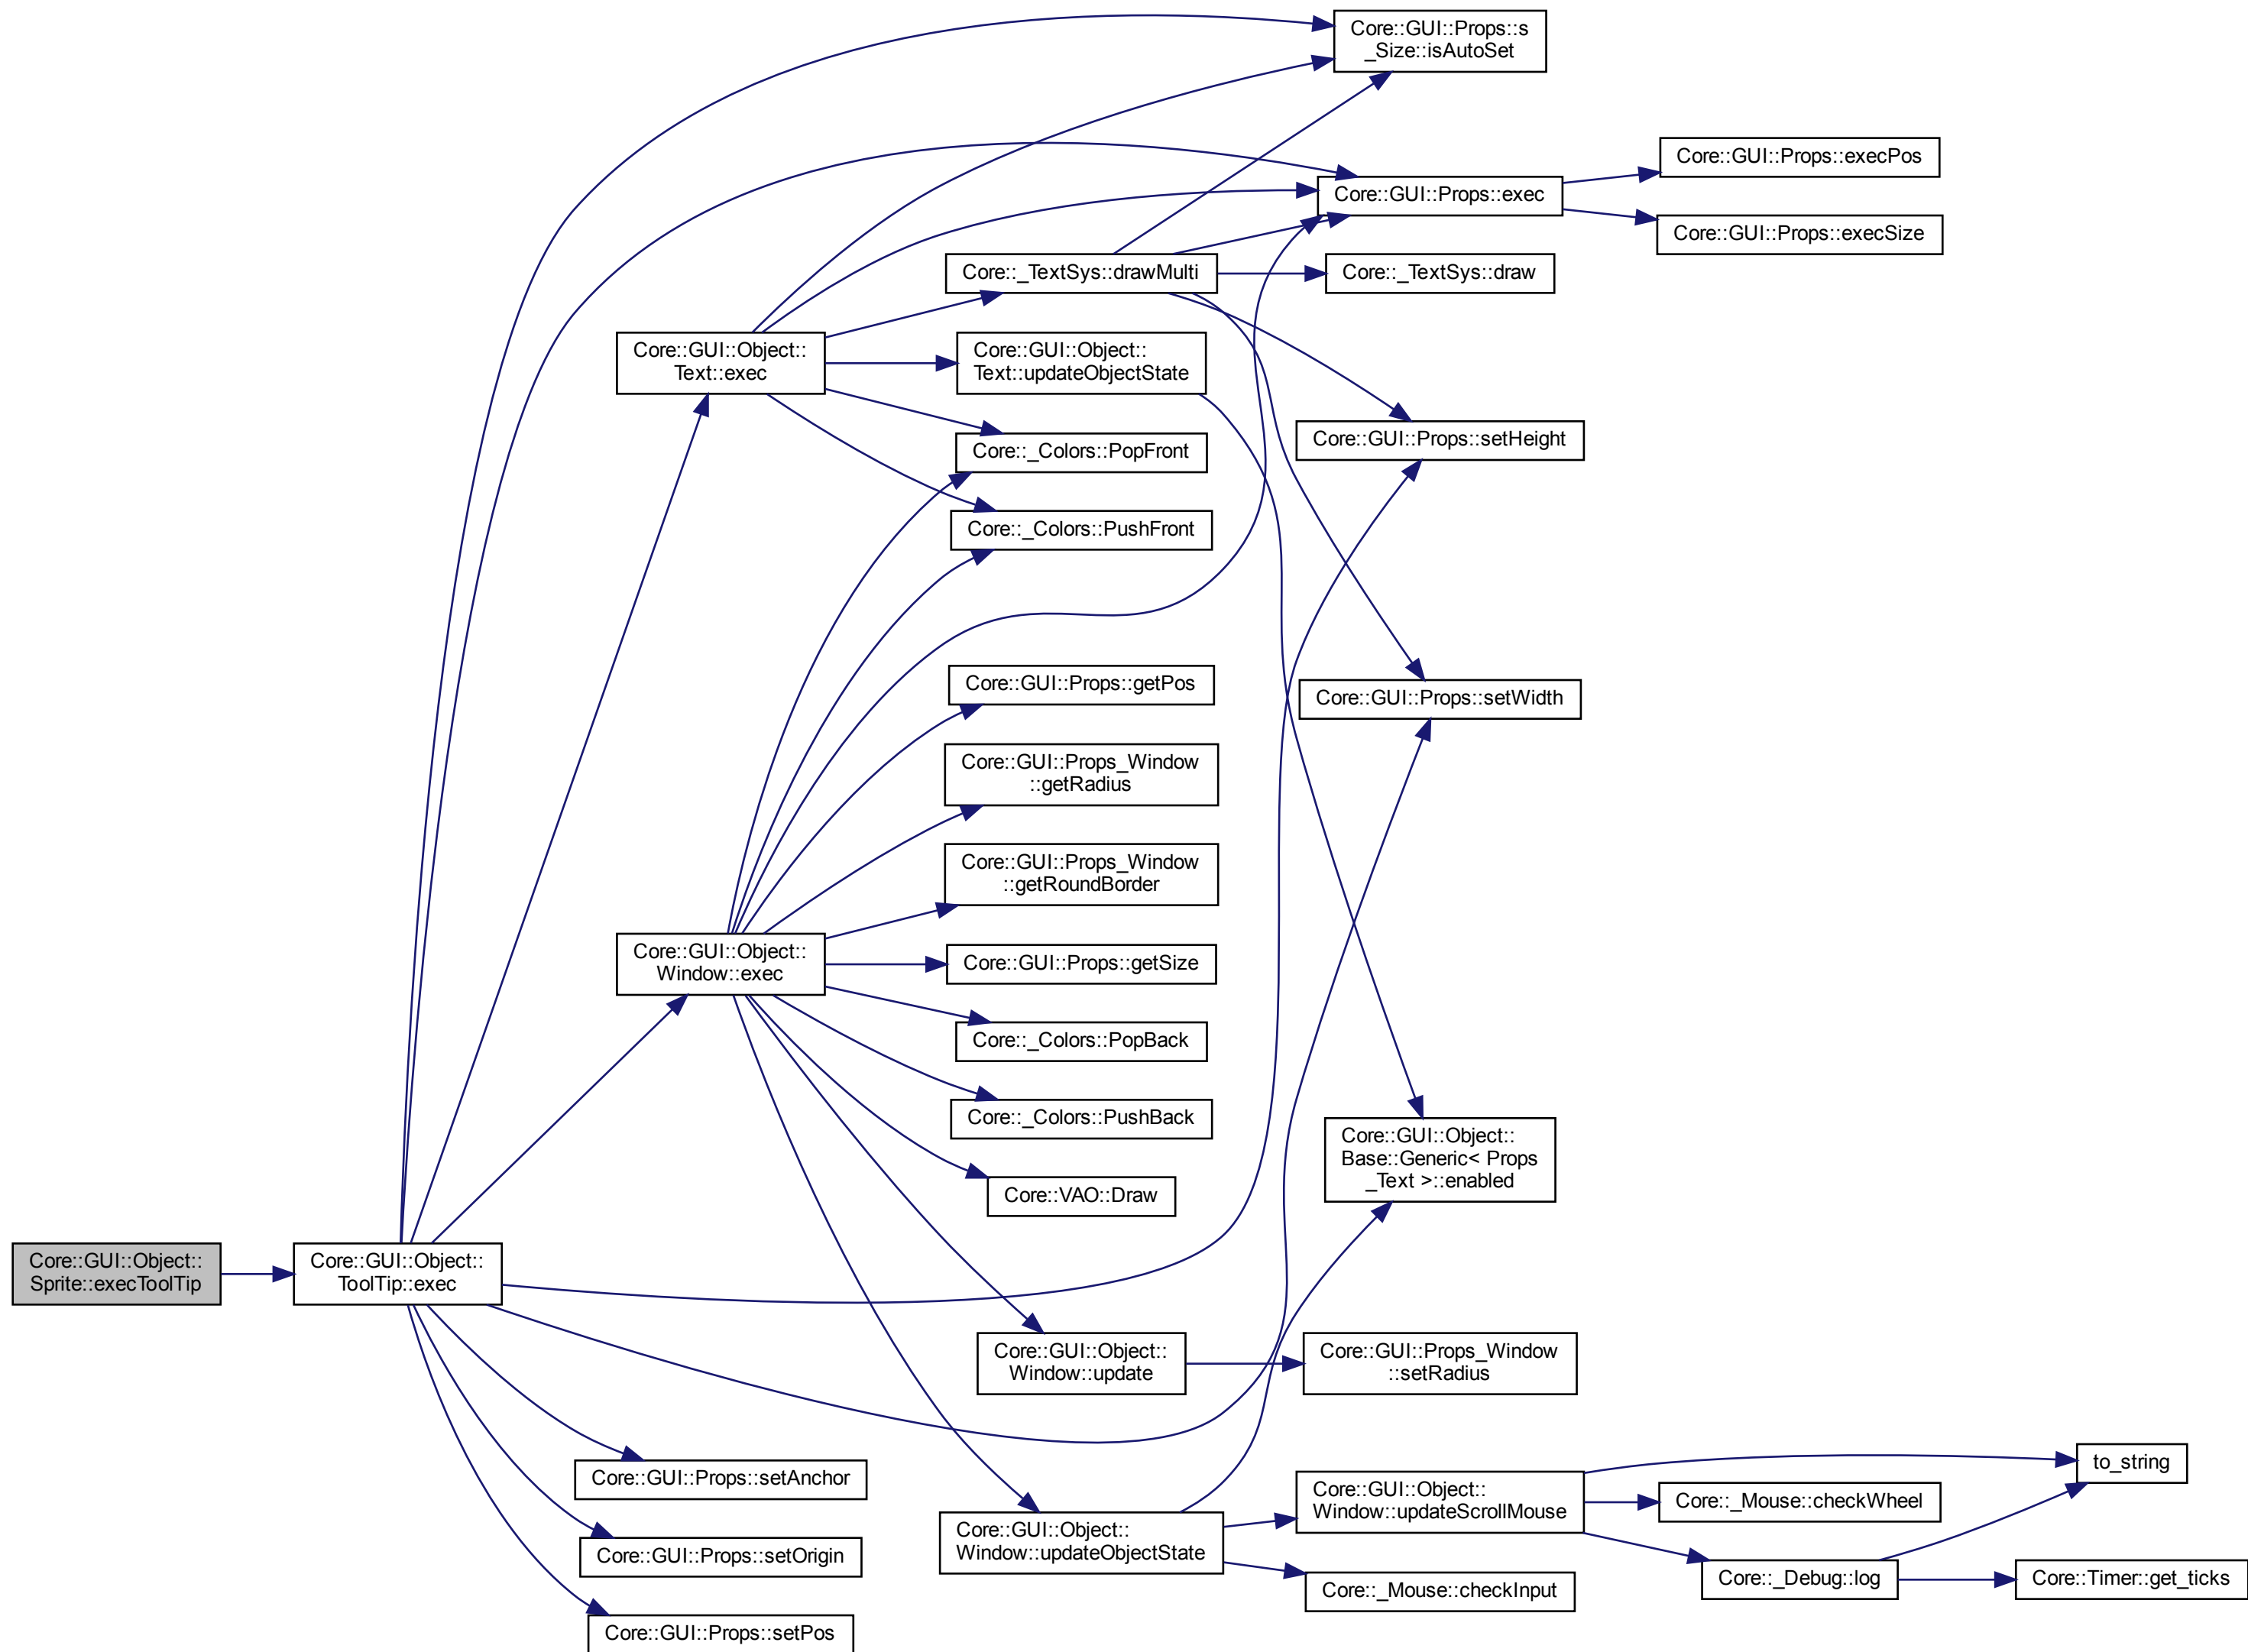 Core::GUI::Props::s
_Size::isAutoSet
Core::GUI::Props::execPos
Core::GUI::Props::exec
Core::GUI::Props::execSize
Core::_TextSys::drawMulti
Core::_TextSys::draw
Core::GUI::Object::
Text::exec
Core::GUI::Object::
Text::updateObjectState
Core::_Colors::PopFront
Core::GUI::Props::setHeight
Core::_Colors::PushFront
Core::GUI::Props::getPos
Core::GUI::Props::setWidth
Core::GUI::Props_Window
::getRadius
Core::GUI::Props_Window
::getRoundBorder
Core::GUI::Object::
Window::exec
Core::GUI::Props::getSize
Core::_Colors::PopBack
Core::_Colors::PushBack
Core::GUI::Object::
Base::Generic< Props
_Text >::enabled
Core::VAO::Draw
Core::GUI::Object::
Sprite::execToolTip
Core::GUI::Object::
ToolTip::exec
Core::GUI::Object::
Window::update
Core::GUI::Props_Window
::setRadius
Core::GUI::Props::setAnchor
Core::GUI::Object::
Window::updateScrollMouse
to_string
Core::_Mouse::checkWheel
Core::GUI::Props::setOrigin
Core::GUI::Object::
Window::updateObjectState
Core::_Mouse::checkInput
Core::_Debug::log
Core::Timer::get_ticks
Core::GUI::Props::setPos